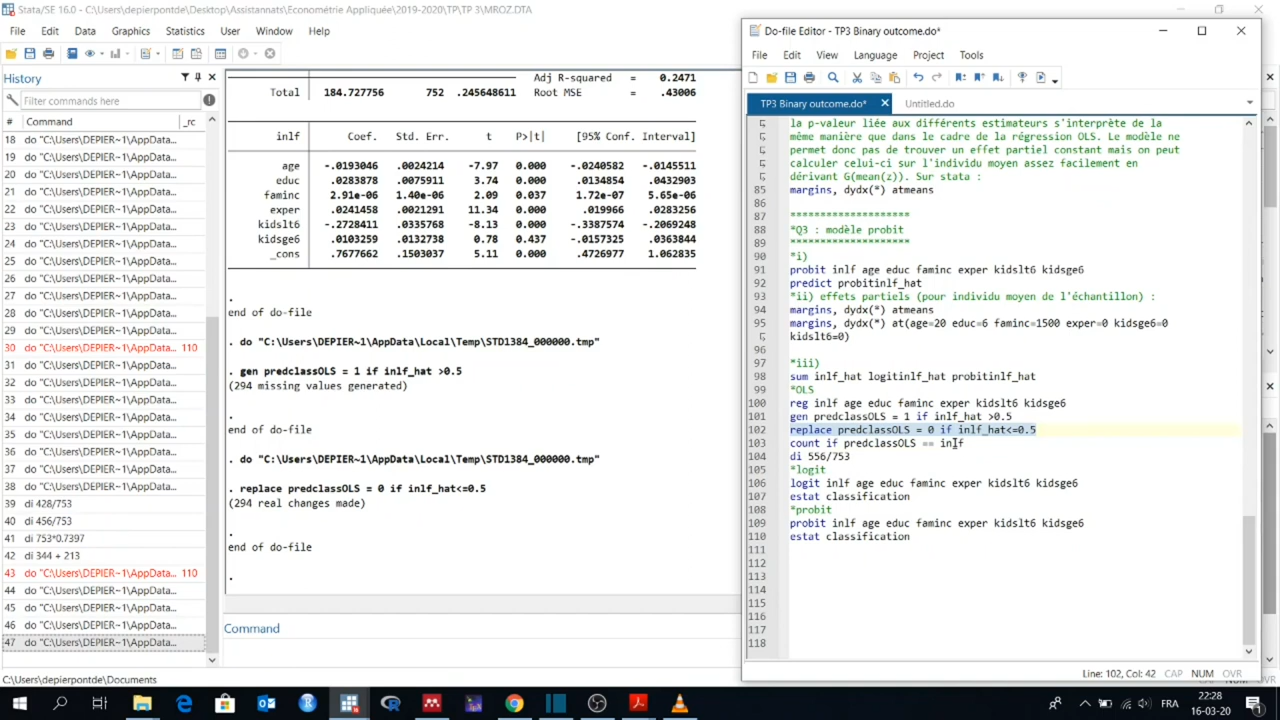 Stata/SE 16.0 - C:\Users\depierpontde\Desktop\Assistannats\Econométrie Appliquée\2019-2020\TP\TP 3\MROZ.DTA
File Edit Data Graphics Statistics User Window Help
History
Filter commands here
# Command _rc
18 do "C:\Users\DEPIER~1\AppData...
19 do "C:\Users\DEPIER~1\AppData...
20 do "C:\Users\DEPIER~1\AppData...
21 do "C:\Users\DEPIER~1\AppData...
22 do "C:\Users\DEPIER~1\AppData...
23 do "C:\Users\DEPIER~1\AppData...
24 do "C:\Users\DEPIER~1\AppData...
25 do "C:\Users\DEPIER~1\AppData...
26 do "C:\Users\DEPIER~1\AppData...
27 do "C:\Users\DEPIER~1\AppData...
28 do "C:\Users\DEPIER~1\AppData...
29 do "C:\Users\DEPIER~1\AppData...
30 do "C:\Users\DEPIER~1\AppData... 110
31 do "C:\Users\DEPIER~1\AppData...
32 do "C:\Users\DEPIER~1\AppData...
33 do "C:\Users\DEPIER~1\AppData...
34 do "C:\Users\DEPIER~1\AppData...
35 do "C:\Users\DEPIER~1\AppData...
36 do "C:\Users\DEPIER~1\AppData...
37 do "C:\Users\DEPIER~1\AppData...
38 do "C:\Users\DEPIER~1\AppData...
39 di 428/753
40 di 456/753
41 di 753*0.7397
42 di 344 + 213
43 do "C:\Users\DEPIER~1\AppData... 110
44 do "C:\Users\DEPIER~1\AppData...
45 do "C:\Users\DEPIER~1\AppData...
46 do "C:\Users\DEPIER~1\AppData...
47 do "C:\Users\DEPIER~1\AppData...
Adj R-squared = 0.2471
Total 184.727756 752 .245648611 Root MSE = .43006
inlf Coef. Std. Err. t P>|t| [95% Conf. Interval]
age -.0193046 .0024214 -7.97 0.000 -.0240582 -.0145511
educ .0283878 .0075911 3.74 0.000 .0134854 .0432903
faminc 2.91e-06 1.40e-06 2.09 0.037 1.72e-07 5.65e-06
exper .0241458 .0021291 11.34 0.000 .019966 .0283256
kidslt6 -.2728411 .0335768 -8.13 0.000 -.3387574 -.2069248
kidsge6 .0103259 .0132738 0.78 0.437 -.0157325 .0363844
_cons .7677662 .1503037 5.11 0.000 .4726977 1.062835
.
end of do-file
. do "C:\Users\DEPIER~1\AppData\Local\Temp\STD1384_000000.tmp"
. gen predclassOLS = 1 if inlf_hat >0.5
(294 missing values generated)
.
end of do-file
. do "C:\Users\DEPIER~1\AppData\Local\Temp\STD1384_000000.tmp"
. replace predclassOLS = 0 if inlf_hat<=0.5
(294 real changes made)
.
end of do-file
.
Command
C:\Users\depierpontde\Documents
Do-file Editor - TP3 Binary outcome.do*
File Edit View Language Project Tools
TP3 Binary outcome.do* Untitled.do
la p-valeur liée aux différents estimateurs s'interprète de la
même manière que dans le cadre de la régression OLS. Le modèle ne
permet donc pas de trouver un effet partiel constant mais on peut
calculer celui-ci sur l'individu moyen assez facilement en
dérivant G(mean(z)). Sur stata :
85 margins, dydx(*) atmeans
86
87 ********************
88 *Q3 : modèle probit
89 ********************
90 *i)
91 probit inlf age educ faminc exper kidslt6 kidsge6
92 predict probitinlf_hat
93 *ii) effets partiels (pour individu moyen de l'échantillon) :
94 margins, dydx(*) atmeans
95 margins, dydx(*) at(age=20 educ=6 faminc=1500 exper=0 kidsge6=0
kidslt6=0)
96
97 *iii)
98 sum inlf_hat logitinlf_hat probitinlf_hat
99 *OLS
100 reg inlf age educ faminc exper kidslt6 kidsge6
101 gen predclassOLS = 1 if inlf_hat >0.5
102 replace predclassOLS = 0 if inlf_hat<=0.5
103 count if predclassOLS == inlf
104 di 556/753
105 *logit
106 logit inlf age educ faminc exper kidslt6 kidsge6
107 estat classification
108 *probit
109 probit inlf age educ faminc exper kidslt6 kidsge6
110 estat classification
111
112
113
114
115
116
117
118
Line: 102, Col: 42 CAP NUM OVR
FRA
22:28
16-03-20